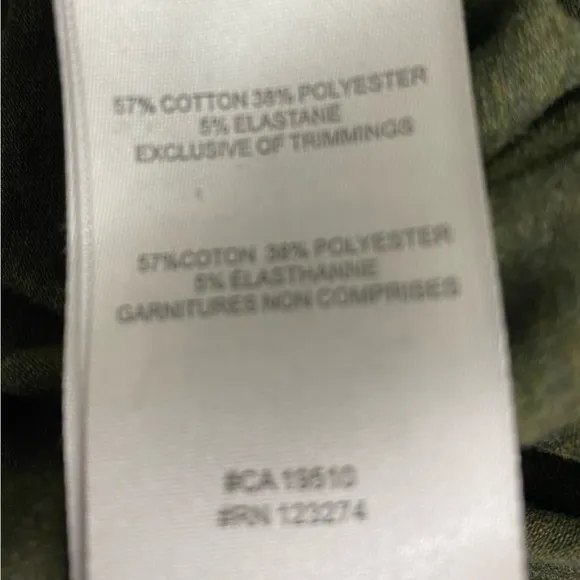 57% COTTON 38% POLYESTER
5% ELASTANE
EXCLUSIVE OF TRIMMINGS
57%COTON 38% POLYESTER
5% ELASTHANNE
GARNITURES NON COMPRISES
#CA 19510
#RN 123274